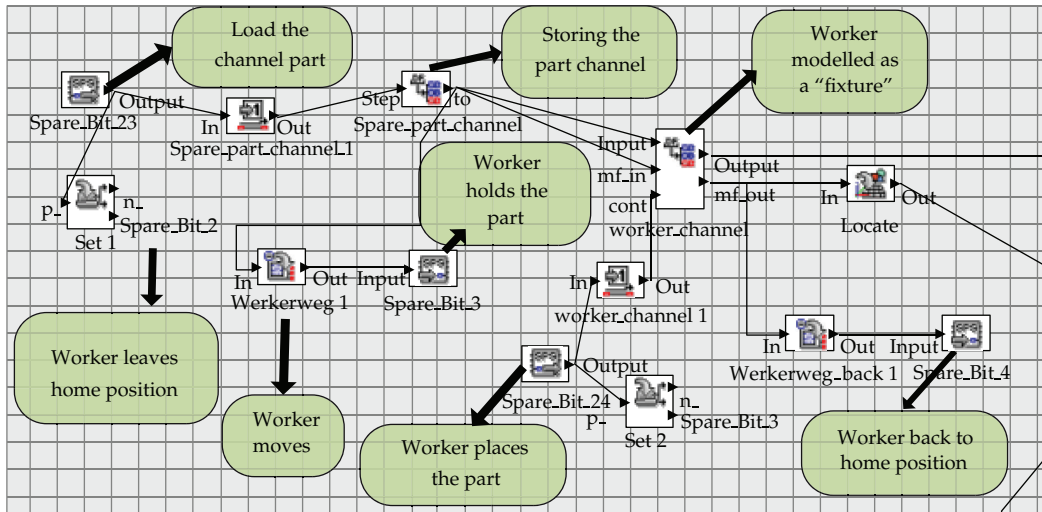 Load the
channel part
Storing the
part channel
Worker
modelled as
a “fixture”
Output
Spare_Bit_23
In
Out
Spare_part_channel_1
Step
to
Spare_part_channel
Input
Output
mf_in
mf_out
cont
worker_channel
In
Out
Locate
p_
n_
Spare_Bit_2
Set 1
Worker
holds the
part
In
Out
Werkerweg 1
Input
Spare_Bit_3
In
Out
worker_channel 1
Output
Spare_Bit_24
p_
n_
Spare_Bit_3
Set 2
In
Out
Werkerweg_back 1
Input
Spare_Bit_4
Worker leaves
home position
Worker
moves
Worker places
the part
Worker back to
home position